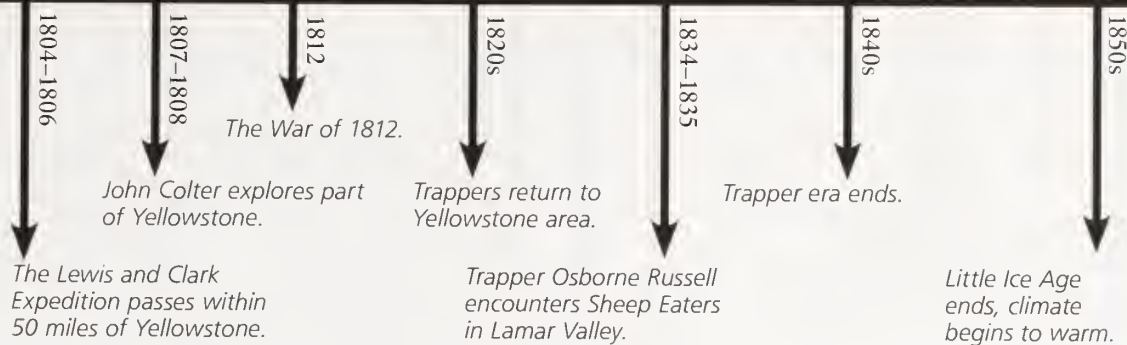 1804–1806
The Lewis and Clark
Expedition passes within
50 miles of Yellowstone.
1807–1808
John Colter explores part
of Yellowstone.
1812
The War of 1812.
1820s
Trappers return to
Yellowstone area.
1834–1835
Trapper Osborne Russell
encounters Sheep Eaters
in Lamar Valley.
1840s
Trapper era ends.
1850s
Little Ice Age
ends, climate
begins to warm.